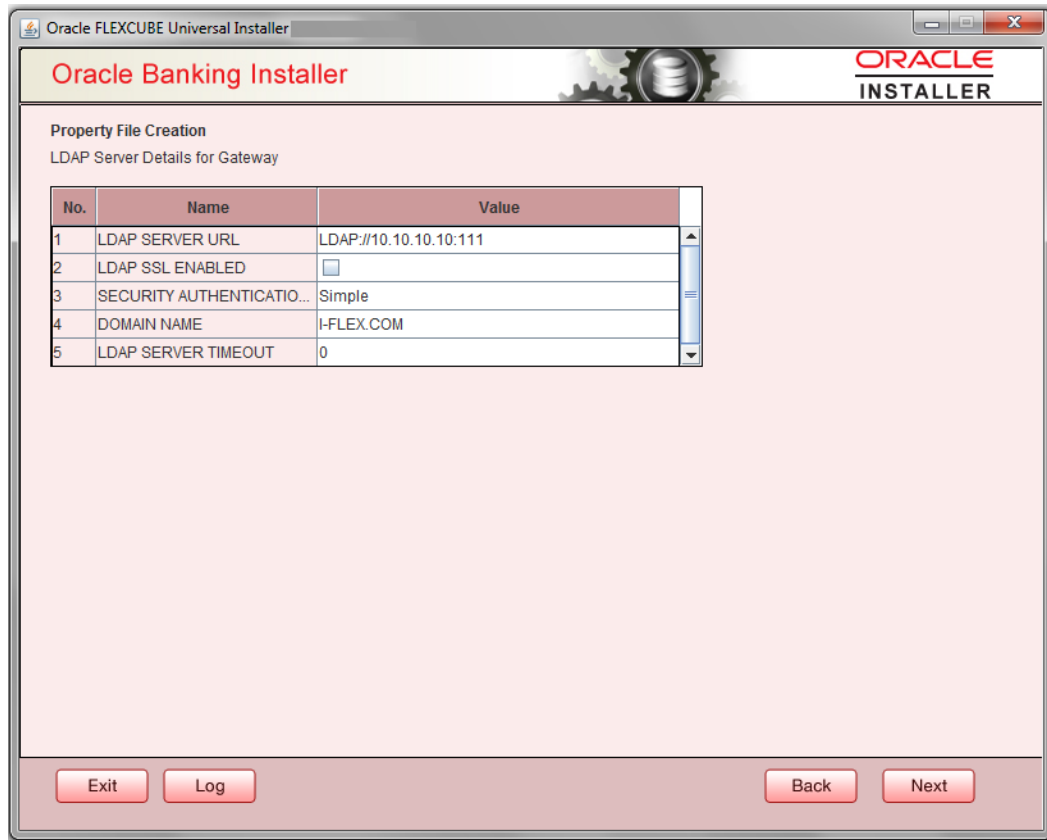 Oracle FLEXCUBE Universal Installer
Oracle Banking Installer
ORACLE
INSTALLER
Property File Creation
LDAP Server Details for Gateway
No. Name Value
1 LDAP SERVER URL LDAP://10.10.10.10:111
2 LDAP SSL ENABLED
3 SECURITY AUTHENTICATIO... Simple
4 DOMAIN NAME I-FLEX.COM
5 LDAP SERVER TIMEOUT 0
Exit Log Back Next